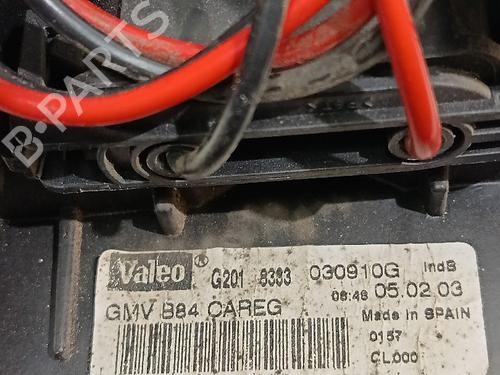 B-PARTS
>PBT<
Valeo® G201 8383 030910G IndB
08:48 05.02.03
GMV B84 CAREG Made in SPAIN
0157
CL000